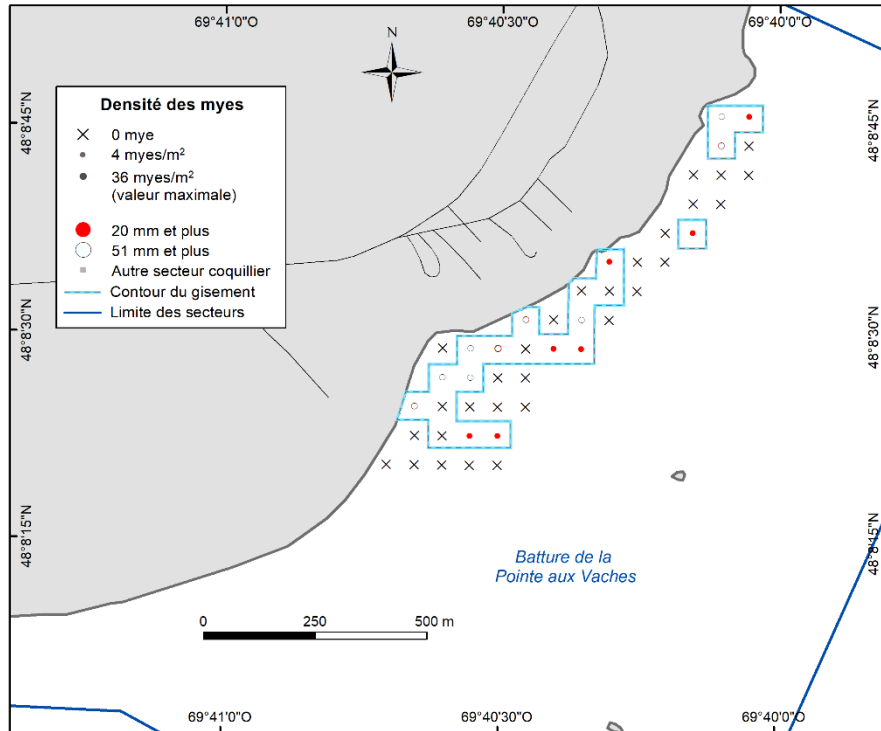 69°41'0"O
69°40'30"O
69°40'0"O
N
48°8'45"N
48°8'45"N
Densité des myes
0 mye
4 myes/m²
36 myes/m²
(valeur maximale)
20 mm et plus
51 mm et plus
Autre secteur coquillier
Contour du gisement
Limite des secteurs
48°8'30"N
48°8'30"N
48°8'15"N
48°8'15"N
Batture de la
Pointe aux Vaches
0 250 500 m
69°41'0"O
69°40'30"O
69°40'0"O